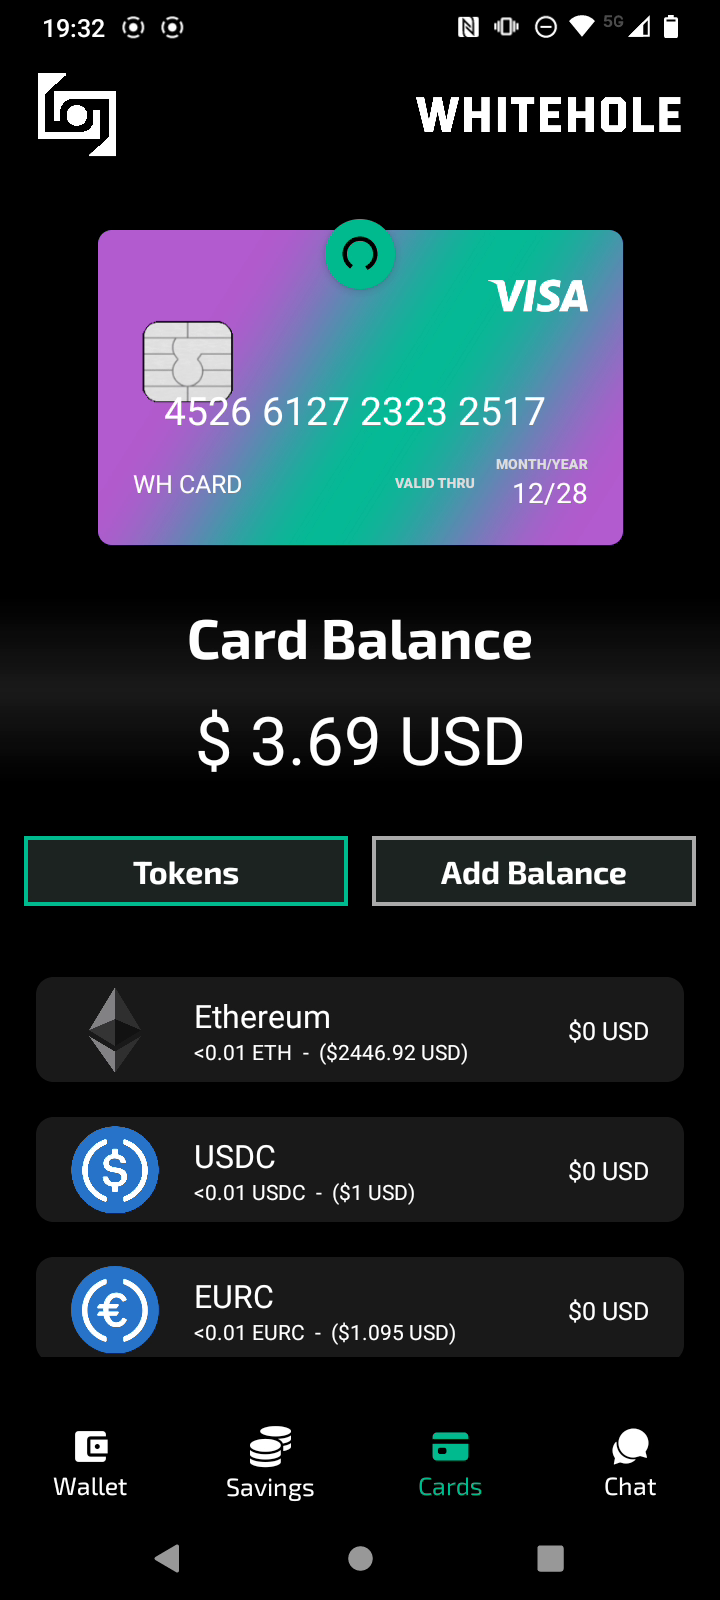 19:32
5G
WHITEHOLE
VISA
4526 6127 2323 2517
MONTH/YEAR
WH CARD
VALID THRU
12/28
Card Balance
$ 3.69 USD
Tokens
Add Balance
Ethereum
<0.01 ETH - ($2446.92 USD)
$0 USD
USDC
<0.01 USDC - ($1 USD)
$0 USD
EURC
<0.01 EURC - ($1.095 USD)
$0 USD
Wallet
Savings
Cards
Chat